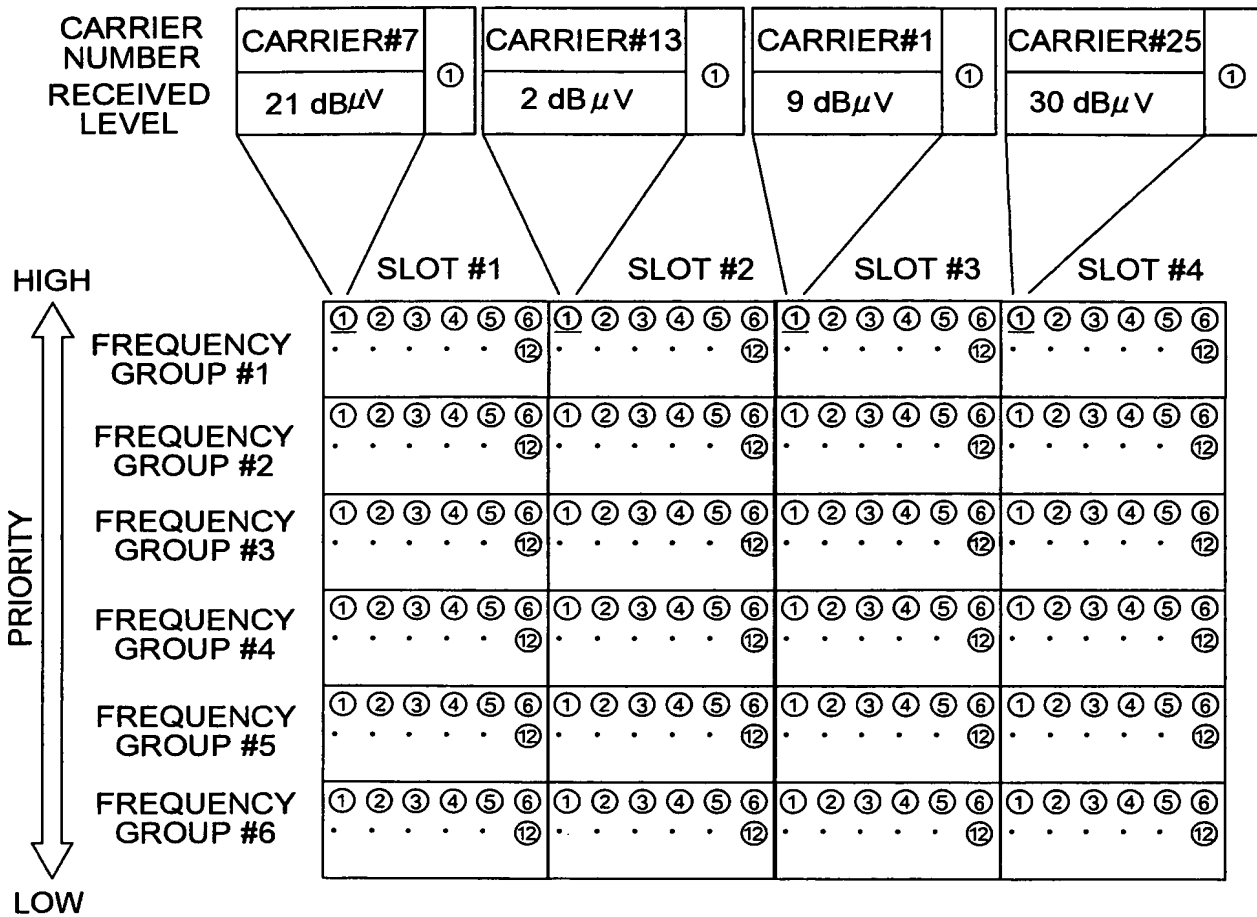 CARRIER NUMBER
RECEIVED LEVEL
CARRIER#7
21 dBμV
①
CARRIER#13
2 dBμV
①
CARRIER#1
9 dBμV
①
CARRIER#25
30 dBμV
①
SLOT #1 SLOT #2 SLOT #3 SLOT #4
HIGH
PRIORITY
LOW
FREQUENCY GROUP #1
① ② ③ ④ ⑤ ⑥ ① ② ③ ④ ⑤ ⑥ ① ② ③ ④ ⑤ ⑥ ① ② ③ ④ ⑤ ⑥
· · · · · ⑫ · · · · · ⑫ · · · · · ⑫ · · · · · ⑫
FREQUENCY GROUP #2
① ② ③ ④ ⑤ ⑥ ① ② ③ ④ ⑤ ⑥ ① ② ③ ④ ⑤ ⑥ ① ② ③ ④ ⑤ ⑥
· · · · · ⑫ · · · · · ⑫ · · · · · ⑫ · · · · · ⑫
FREQUENCY GROUP #3
① ② ③ ④ ⑤ ⑥ ① ② ③ ④ ⑤ ⑥ ① ② ③ ④ ⑤ ⑥ ① ② ③ ④ ⑤ ⑥
· · · · · ⑫ · · · · · ⑫ · · · · · ⑫ · · · · · ⑫
FREQUENCY GROUP #4
① ② ③ ④ ⑤ ⑥ ① ② ③ ④ ⑤ ⑥ ① ② ③ ④ ⑤ ⑥ ① ② ③ ④ ⑤ ⑥
· · · · · ⑫ · · · · · ⑫ · · · · · ⑫ · · · · · ⑫
FREQUENCY GROUP #5
① ② ③ ④ ⑤ ⑥ ① ② ③ ④ ⑤ ⑥ ① ② ③ ④ ⑤ ⑥ ① ② ③ ④ ⑤ ⑥
· · · · · ⑫ · · · · · ⑫ · · · · · ⑫ · · · · · ⑫
FREQUENCY GROUP #6
① ② ③ ④ ⑤ ⑥ ① ② ③ ④ ⑤ ⑥ ① ② ③ ④ ⑤ ⑥ ① ② ③ ④ ⑤ ⑥
· · · · · ⑫ · · · · · ⑫ · · · · · ⑫ · · · · · ⑫